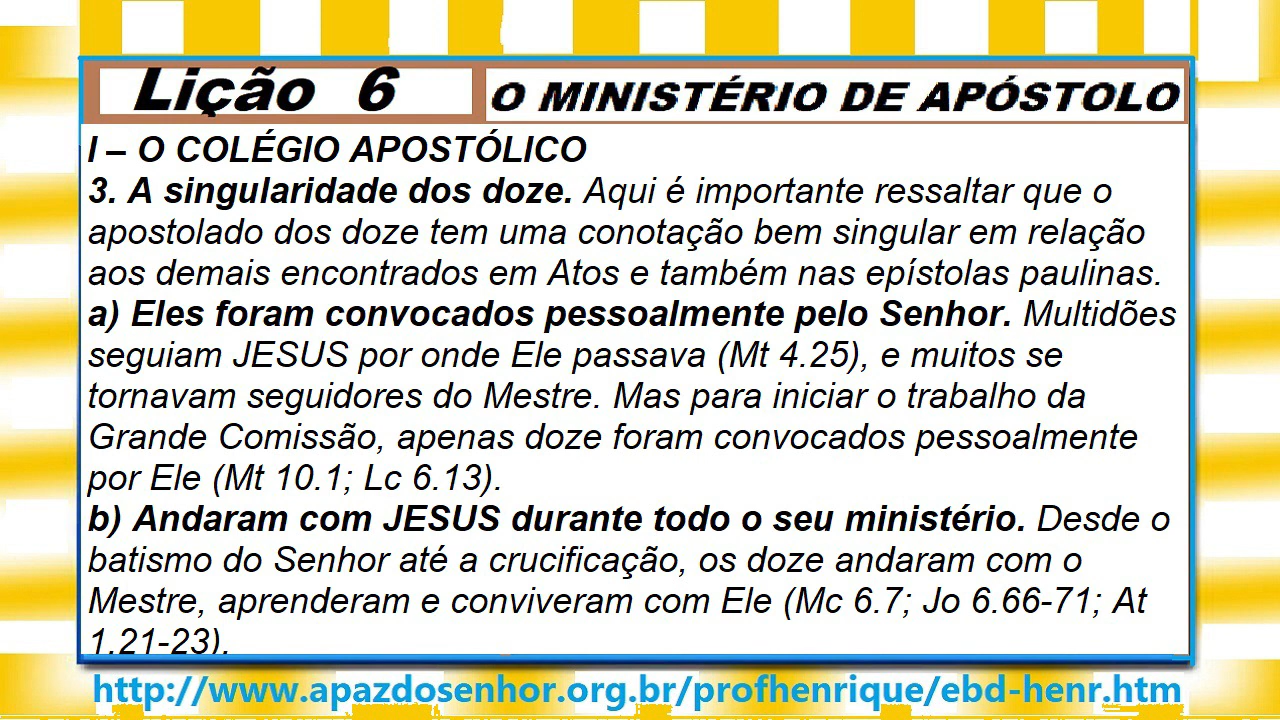 Lição 6
O MINISTÉRIO DE APÓSTOLO
I – O COLÉGIO APOSTÓLICO
3. A singularidade dos doze. Aqui é importante ressaltar que o
apostolado dos doze tem uma conotação bem singular em relação
aos demais encontrados em Atos e também nas epístolas paulinas.
a) Eles foram convocados pessoalmente pelo Senhor. Multidões
seguiam JESUS por onde Ele passava (Mt 4.25), e muitos se
tornavam seguidores do Mestre. Mas para iniciar o trabalho da
Grande Comissão, apenas doze foram convocados pessoalmente
por Ele (Mt 10.1; Lc 6.13).
b) Andaram com JESUS durante todo o seu ministério. Desde o
batismo do Senhor até a crucificação, os doze andaram com o
Mestre, aprenderam e conviveram com Ele (Mc 6.7; Jo 6.66-71; At
1.21-23).
http://www.apazdosenhor.org.br/profhenrique/ebd-henr.htm